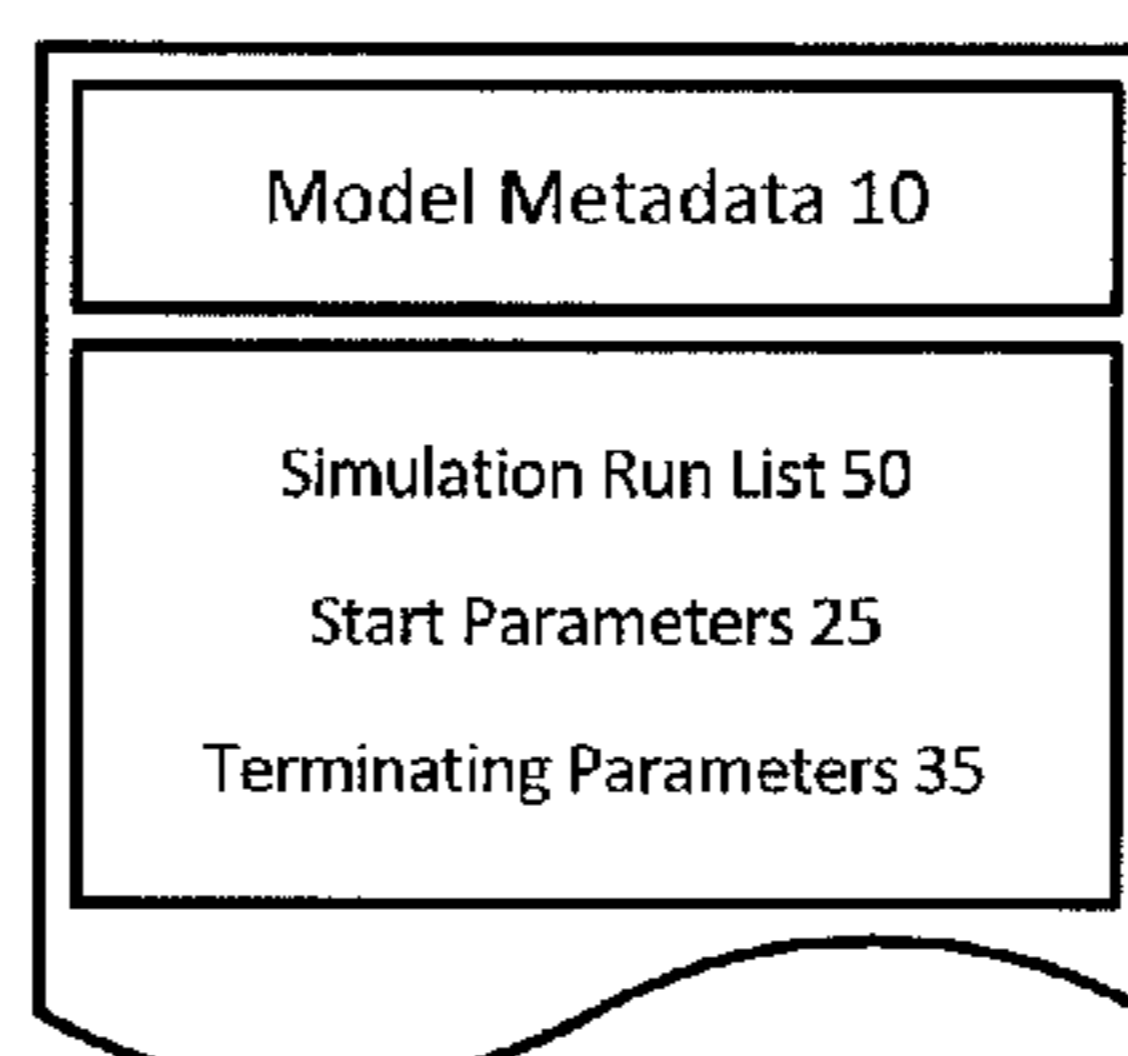 Model Metadata 10
Simulation Run List 50
Start Parameters 25
Terminating Parameters 35